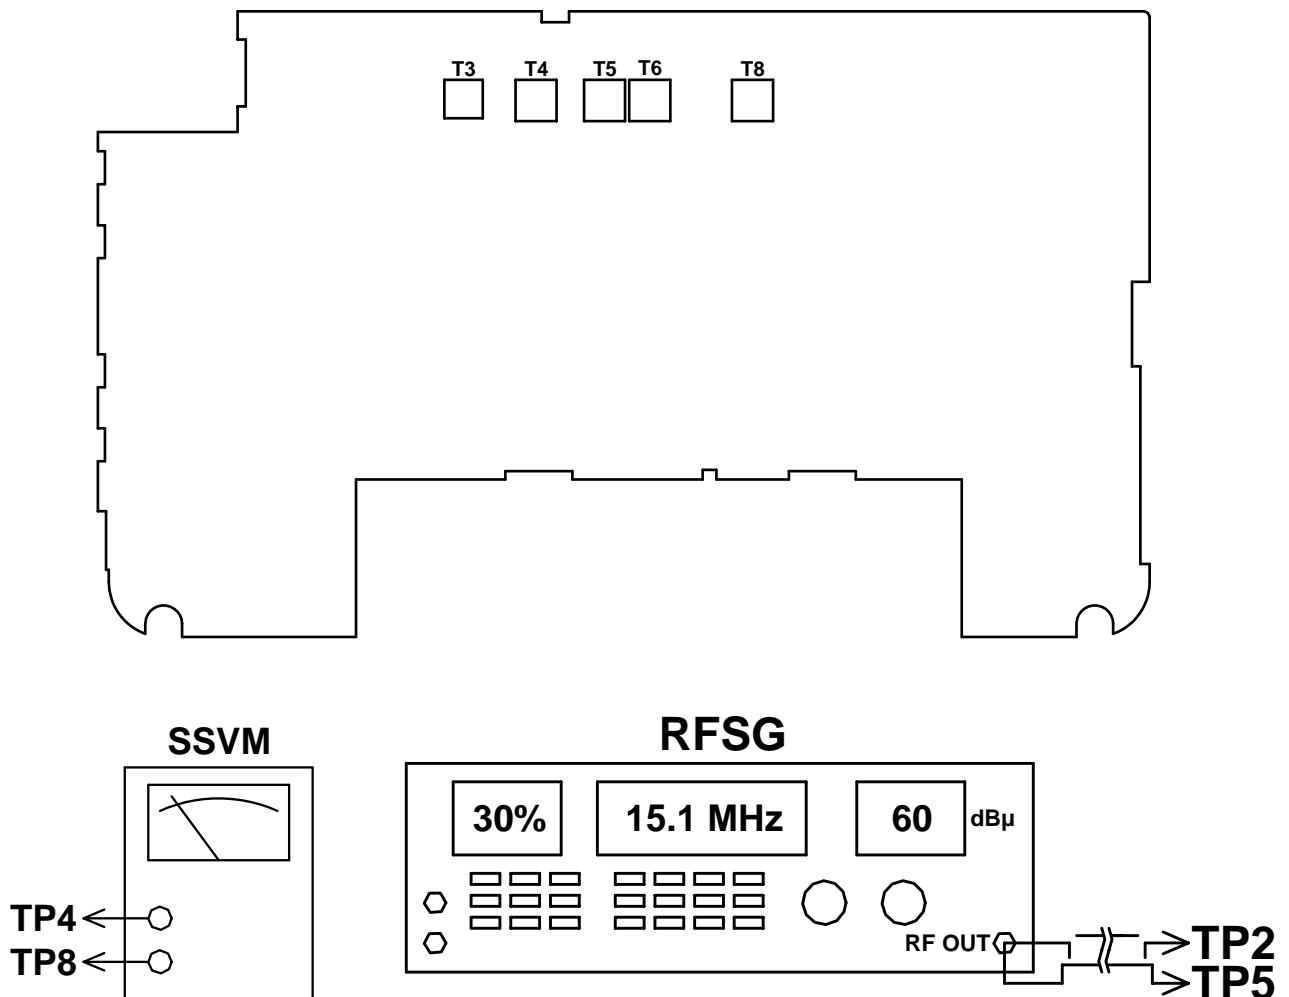 T3 T4 T5 T6 T8
SSVM
RFSG
30% 15.1 MHz 60 dBµ
TP4
TP8
RF OUT
TP2
TP5